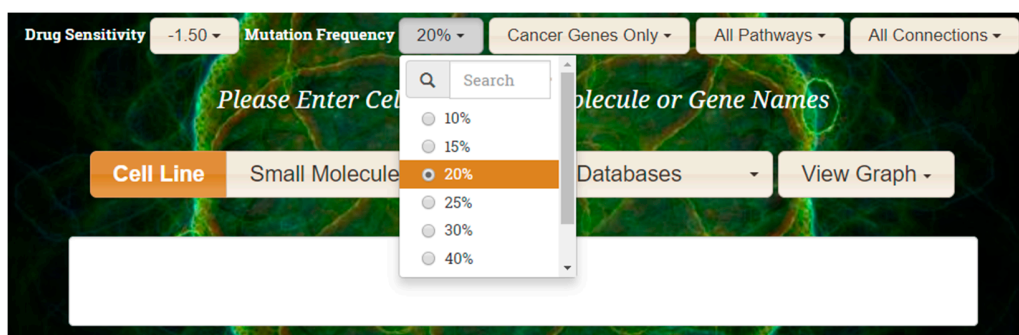 Drug Sensitivity -1.50 Mutation Frequency 20% Cancer Genes Only All Pathways All Connections
Search
Please Enter Cel olecule or Gene Names
10%
15%
Cell Line Small Molecule 20% Databases View Graph
25%
30%
40%